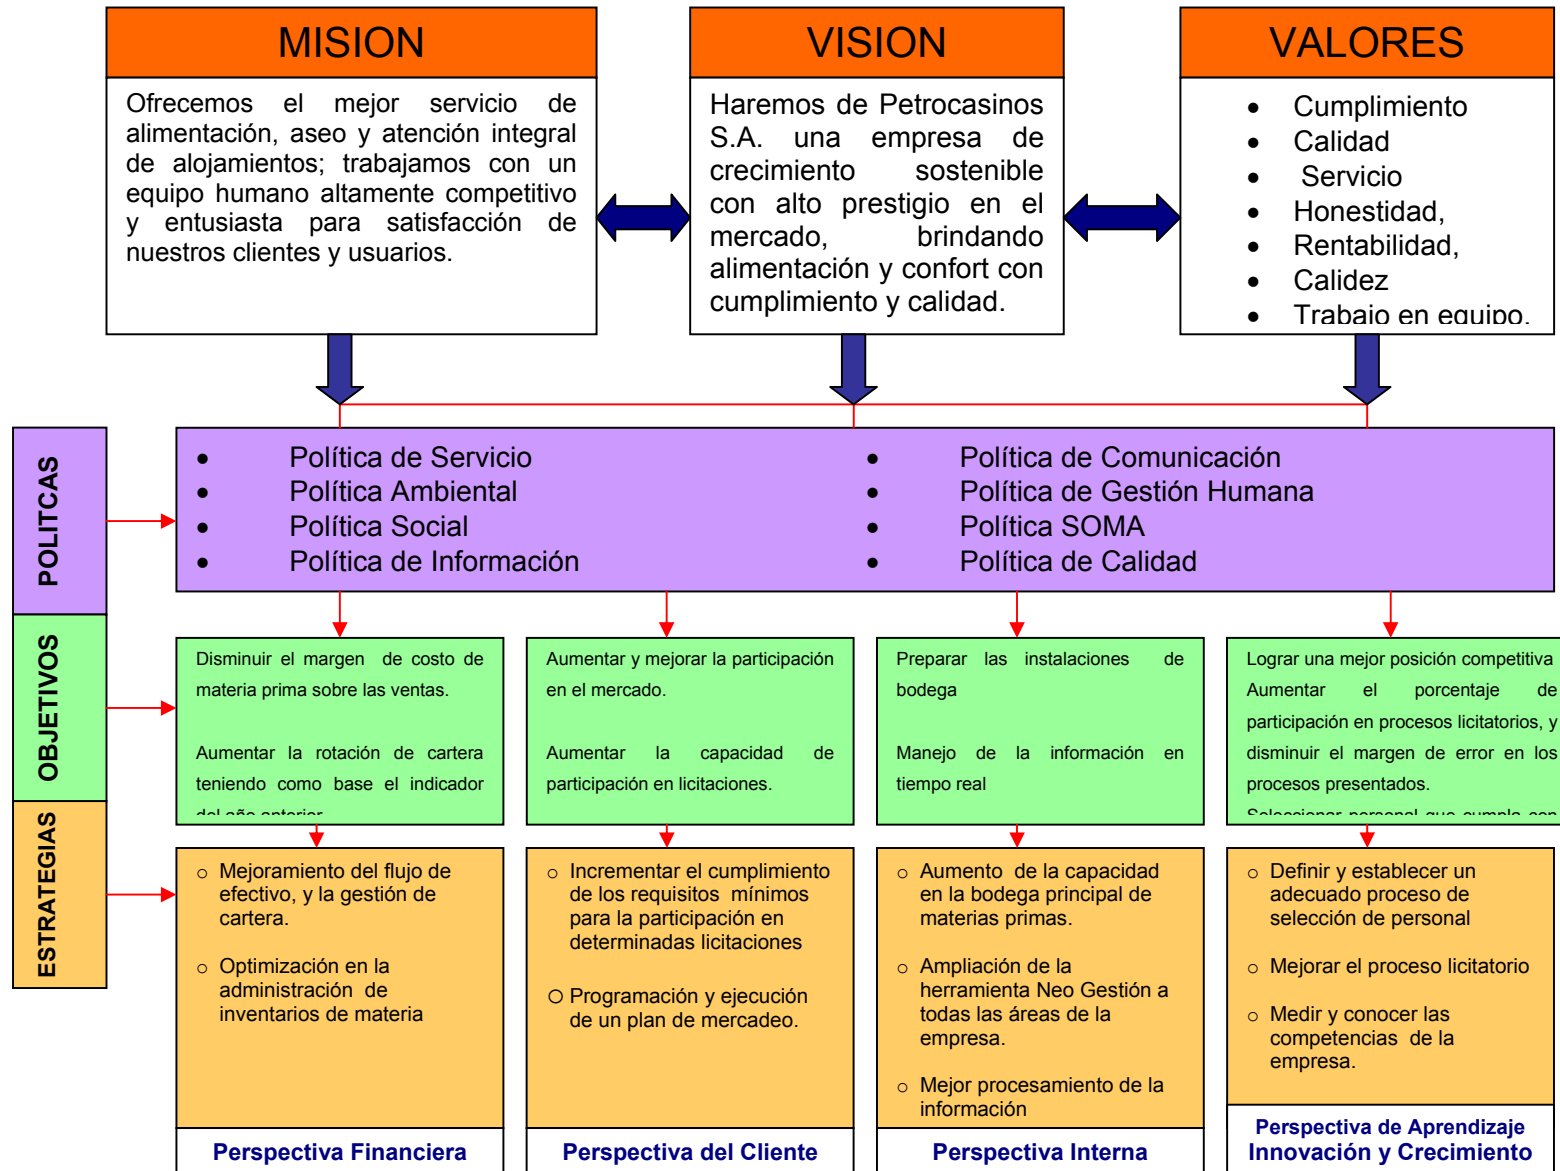 MISION
Ofrecemos el mejor servicio de
alimentación, aseo y atención integral
de alojamientos; trabajamos con un
equipo humano altamente competitivo
y entusiasta para satisfacción de
nuestros clientes y usuarios.
VISION
Haremos de Petrocasinos
S.A. una empresa de
crecimiento sostenible
con alto prestigio en el
mercado, brindando
alimentación y confort con
cumplimiento y calidad.
VALORES
• Cumplimiento
• Calidad
• Servicio
• Honestidad,
• Rentabilidad,
• Calidez
• Trabajo en equipo.
POLITCAS
• Política de Servicio
• Política Ambiental
• Política Social
• Política de Información
• Política de Comunicación
• Política de Gestión Humana
• Política SOMA
• Política de Calidad
OBJETIVOS
Disminuir el margen de costo de
materia prima sobre las ventas.
Aumentar la rotación de cartera
teniendo como base el indicador
del año anterior
Aumentar y mejorar la participación
en el mercado.
Aumentar la capacidad de
participación en licitaciones.
Preparar las instalaciones de
bodega
Manejo de la información en
tiempo real
Lograr una mejor posición competitiva
Aumentar el porcentaje de
participación en procesos licitatorios, y
disminuir el margen de error en los
procesos presentados.
Seleccionar personal que cumpla con
ESTRATEGIAS
o Mejoramiento del flujo de
efectivo, y la gestión de
cartera.
o Optimización en la
administración de
inventarios de materia
o Incrementar el cumplimiento
de los requisitos mínimos
para la participación en
determinadas licitaciones
o Programación y ejecución
de un plan de mercadeo.
o Aumento de la capacidad
en la bodega principal de
materias primas.
o Ampliación de la
herramienta Neo Gestión a
todas las áreas de la
empresa.
o Mejor procesamiento de la
información
o Definir y establecer un
adecuado proceso de
selección de personal
o Mejorar el proceso licitatorio
o Medir y conocer las
competencias de la
empresa.
Perspectiva Financiera
Perspectiva del Cliente
Perspectiva Interna
Perspectiva de Aprendizaje
Innovación y Crecimiento